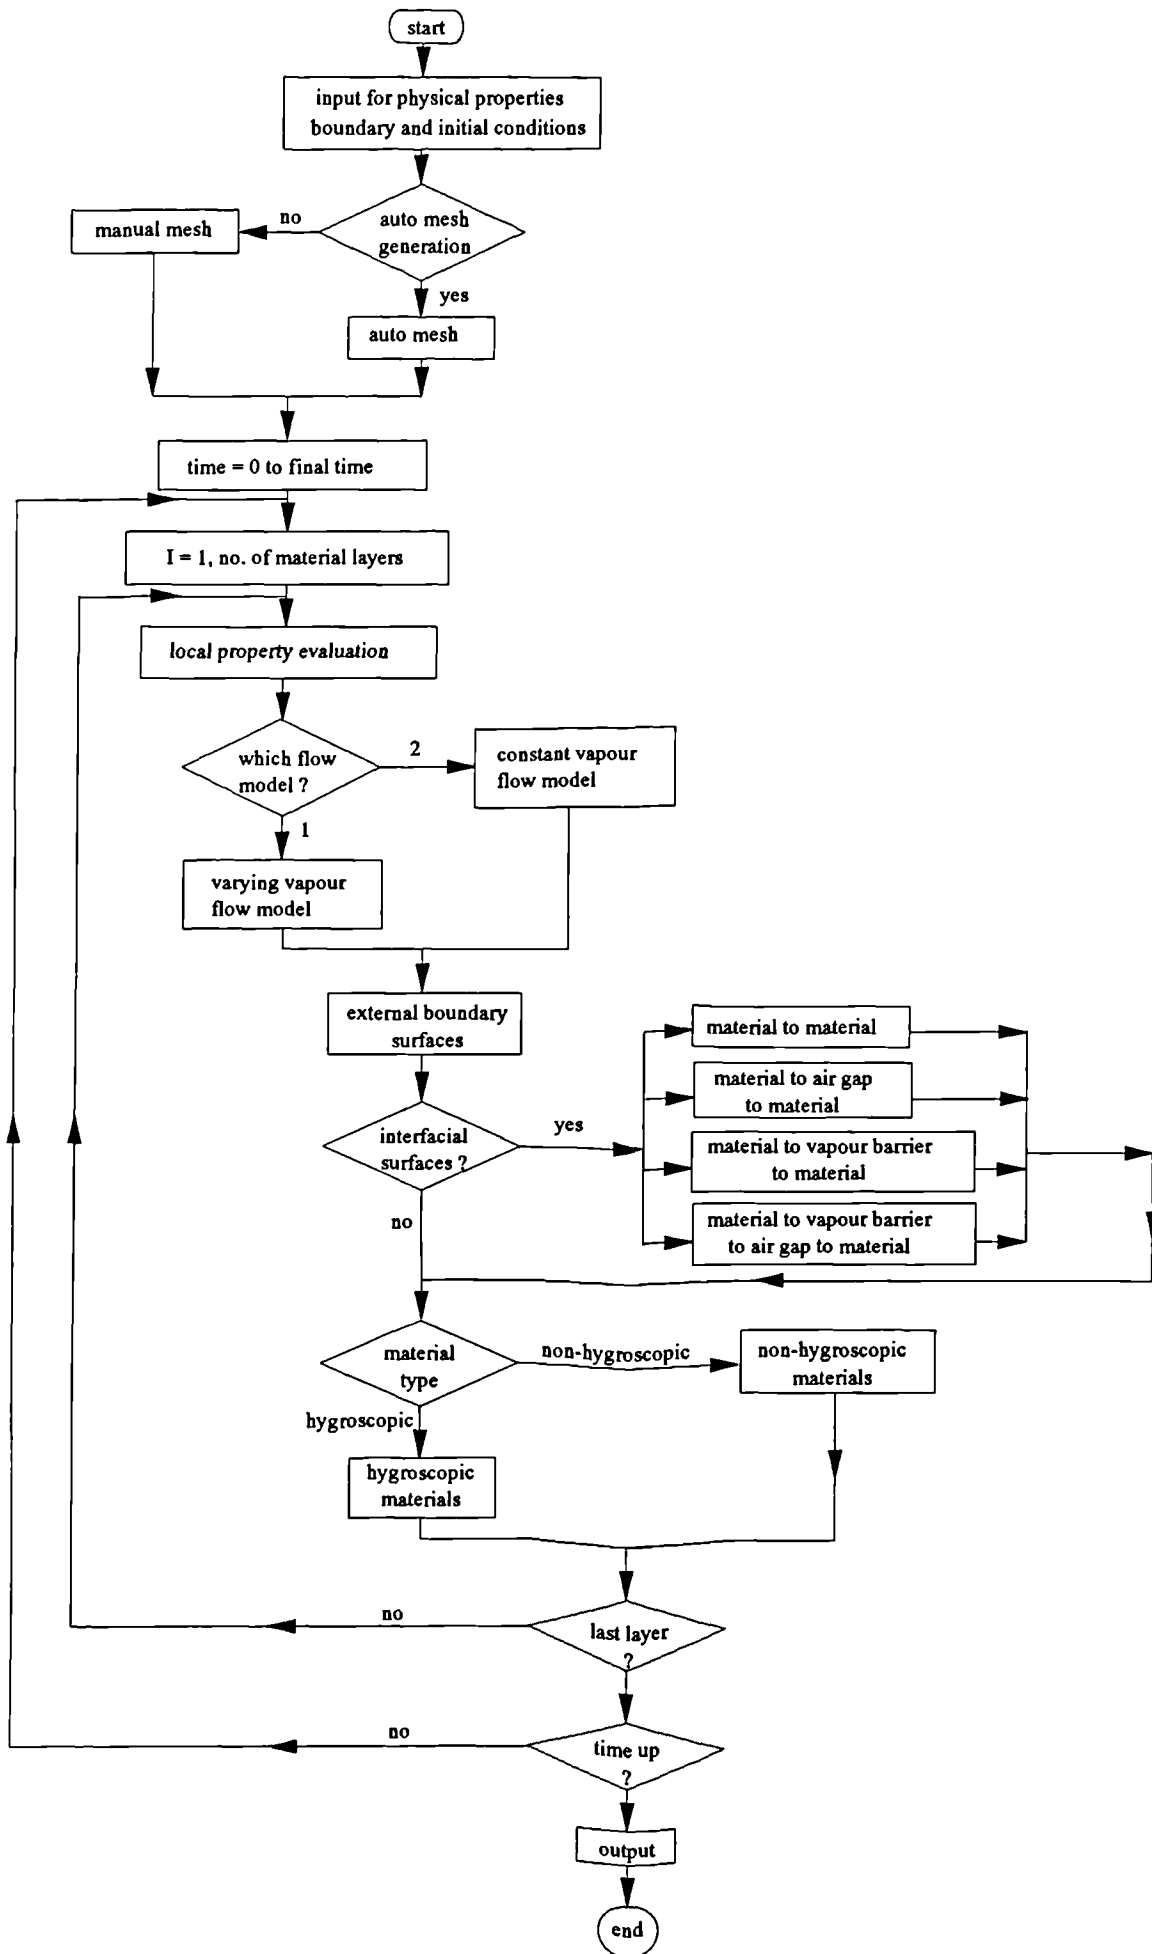 start
input for physical properties
boundary and initial conditions
auto mesh
generation
no
manual mesh
yes
auto mesh
time = 0 to final time
I = 1, no. of material layers
local property evaluation
which flow
model ?
2
constant vapour
flow model
1
varying vapour
flow model
external boundary
surfaces
interfacial
surfaces ?
yes
material to material
material to air gap
to material
material to vapour barrier
to material
material to vapour barrier
to air gap to material
no
material
type
non-hygroscopic
non-hygroscopic
materials
hygroscopic
hygroscopic
materials
last layer
?
no
time up
?
no
output
end